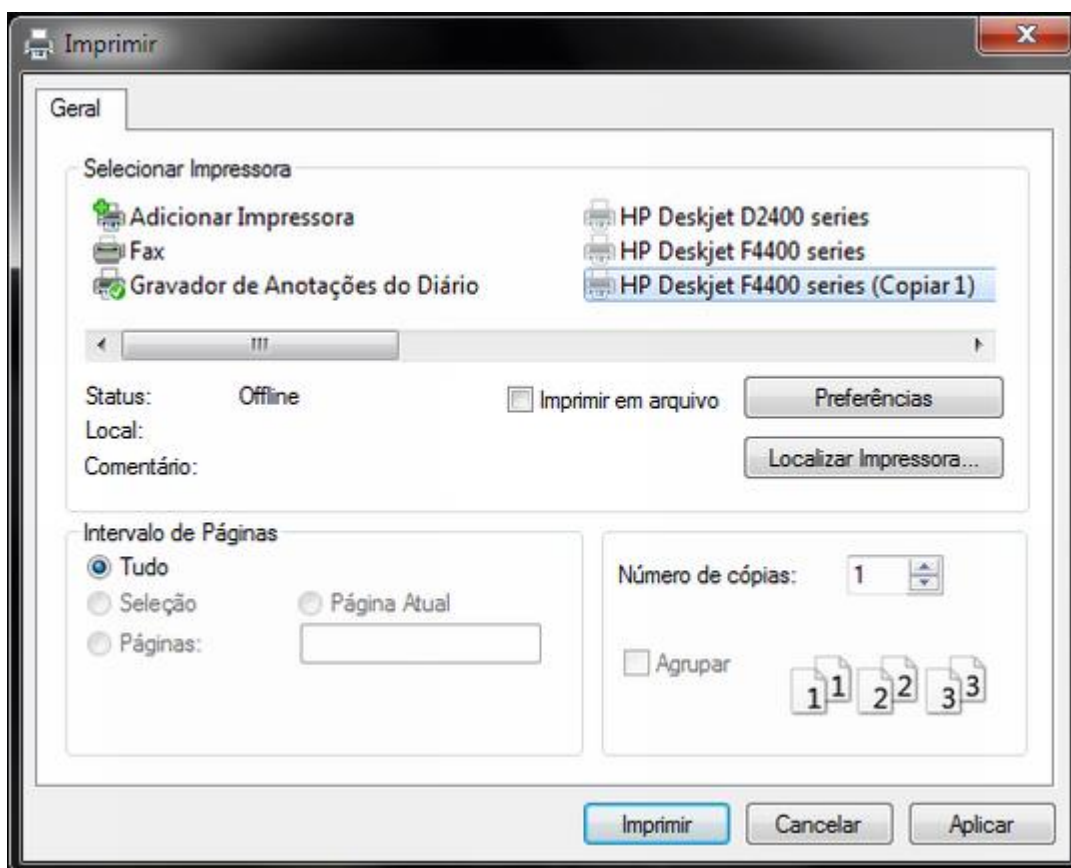 Imprimir
Geral
Selecionar Impressora
Adicionar Impressora
Fax
Gravador de Anotações do Diário
HP Deskjet D2400 series
HP Deskjet F4400 series
HP Deskjet F4400 series (Copiar 1)
Status: Offline
Imprimir em arquivo
Preferências
Local:
Comentário:
Localizar Impressora...
Intervalo de Páginas
Tudo
Seleção
Página Atual
Páginas:
Número de cópias: 1
Agrupar
1 1 2 2 3 3
Imprimir
Cancelar
Aplicar